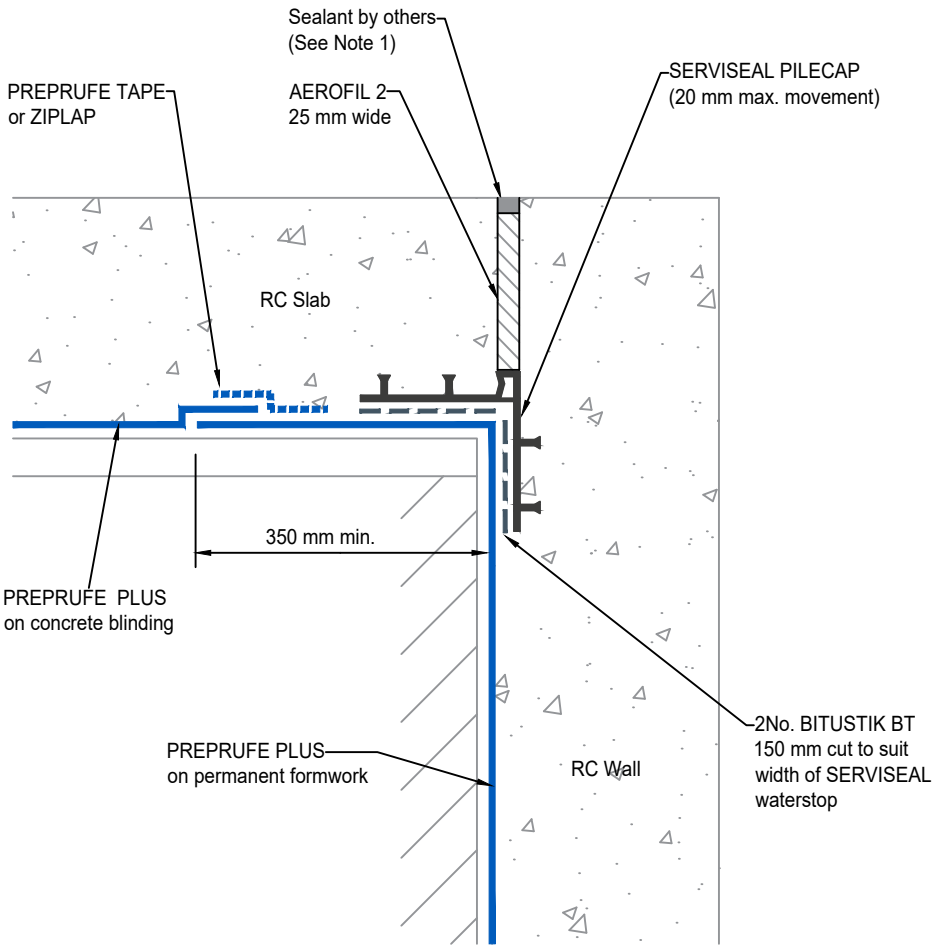 Sealant by others
(See Note 1)
PREPRUFE TAPE
or ZIPLAP
AEROFIL 2
25 mm wide
SERVISEAL PILECAP
(20 mm max. movement)
RC Slab
350 mm min.
PREPRUFE PLUS
on concrete blinding
PREPRUFE PLUS
on permanent formwork
RC Wall
2No. BITUSTIK BT
150 mm cut to suit
width of SERVISEAL
waterstop